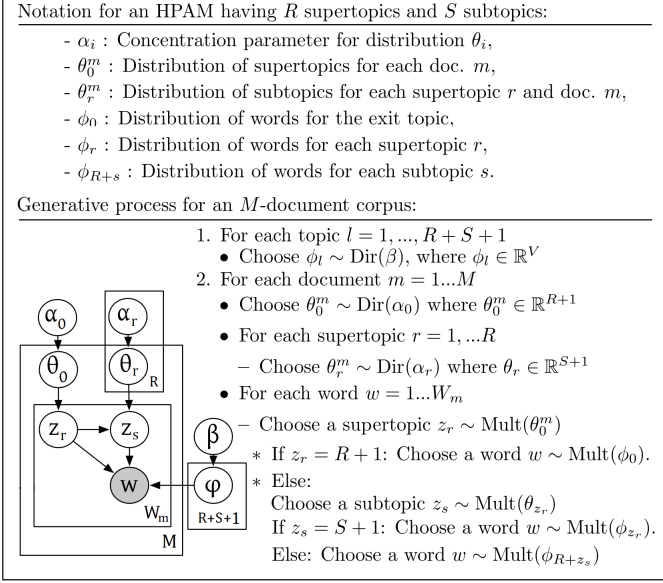 Notation for an HPAM having R supertopics and S subtopics:
- α_i : Concentration parameter for distribution θ_i,
- θ_0^m : Distribution of supertopics for each doc. m,
- θ_r^m : Distribution of subtopics for each supertopic r and doc. m,
- ϕ_0 : Distribution of words for the exit topic,
- ϕ_r : Distribution of words for each supertopic r,
- ϕ_{R+s} : Distribution of words for each subtopic s.
Generative process for an M-document corpus:
1. For each topic l = 1, ..., R + S + 1
• Choose ϕ_l ∼ Dir(β), where ϕ_l ∈ ℝ^V
2. For each document m = 1...M
• Choose θ_0^m ∼ Dir(α_0) where θ_0^m ∈ ℝ^{R+1}
• For each supertopic r = 1, ...R
– Choose θ_r^m ∼ Dir(α_r) where θ_r ∈ ℝ^{S+1}
• For each word w = 1...W_m
– Choose a supertopic z_r ∼ Mult(θ_0^m)
∗ If z_r = R + 1: Choose a word w ∼ Mult(ϕ_0).
∗ Else:
Choose a subtopic z_s ∼ Mult(θ_{z_r})
If z_s = S + 1: Choose a word w ∼ Mult(ϕ_{z_r}).
Else: Choose a word w ∼ Mult(ϕ_{R+z_s})
α_0 α_r
θ_0 θ_r R
z_r z_s β
w φ
W_m R+S+1
M